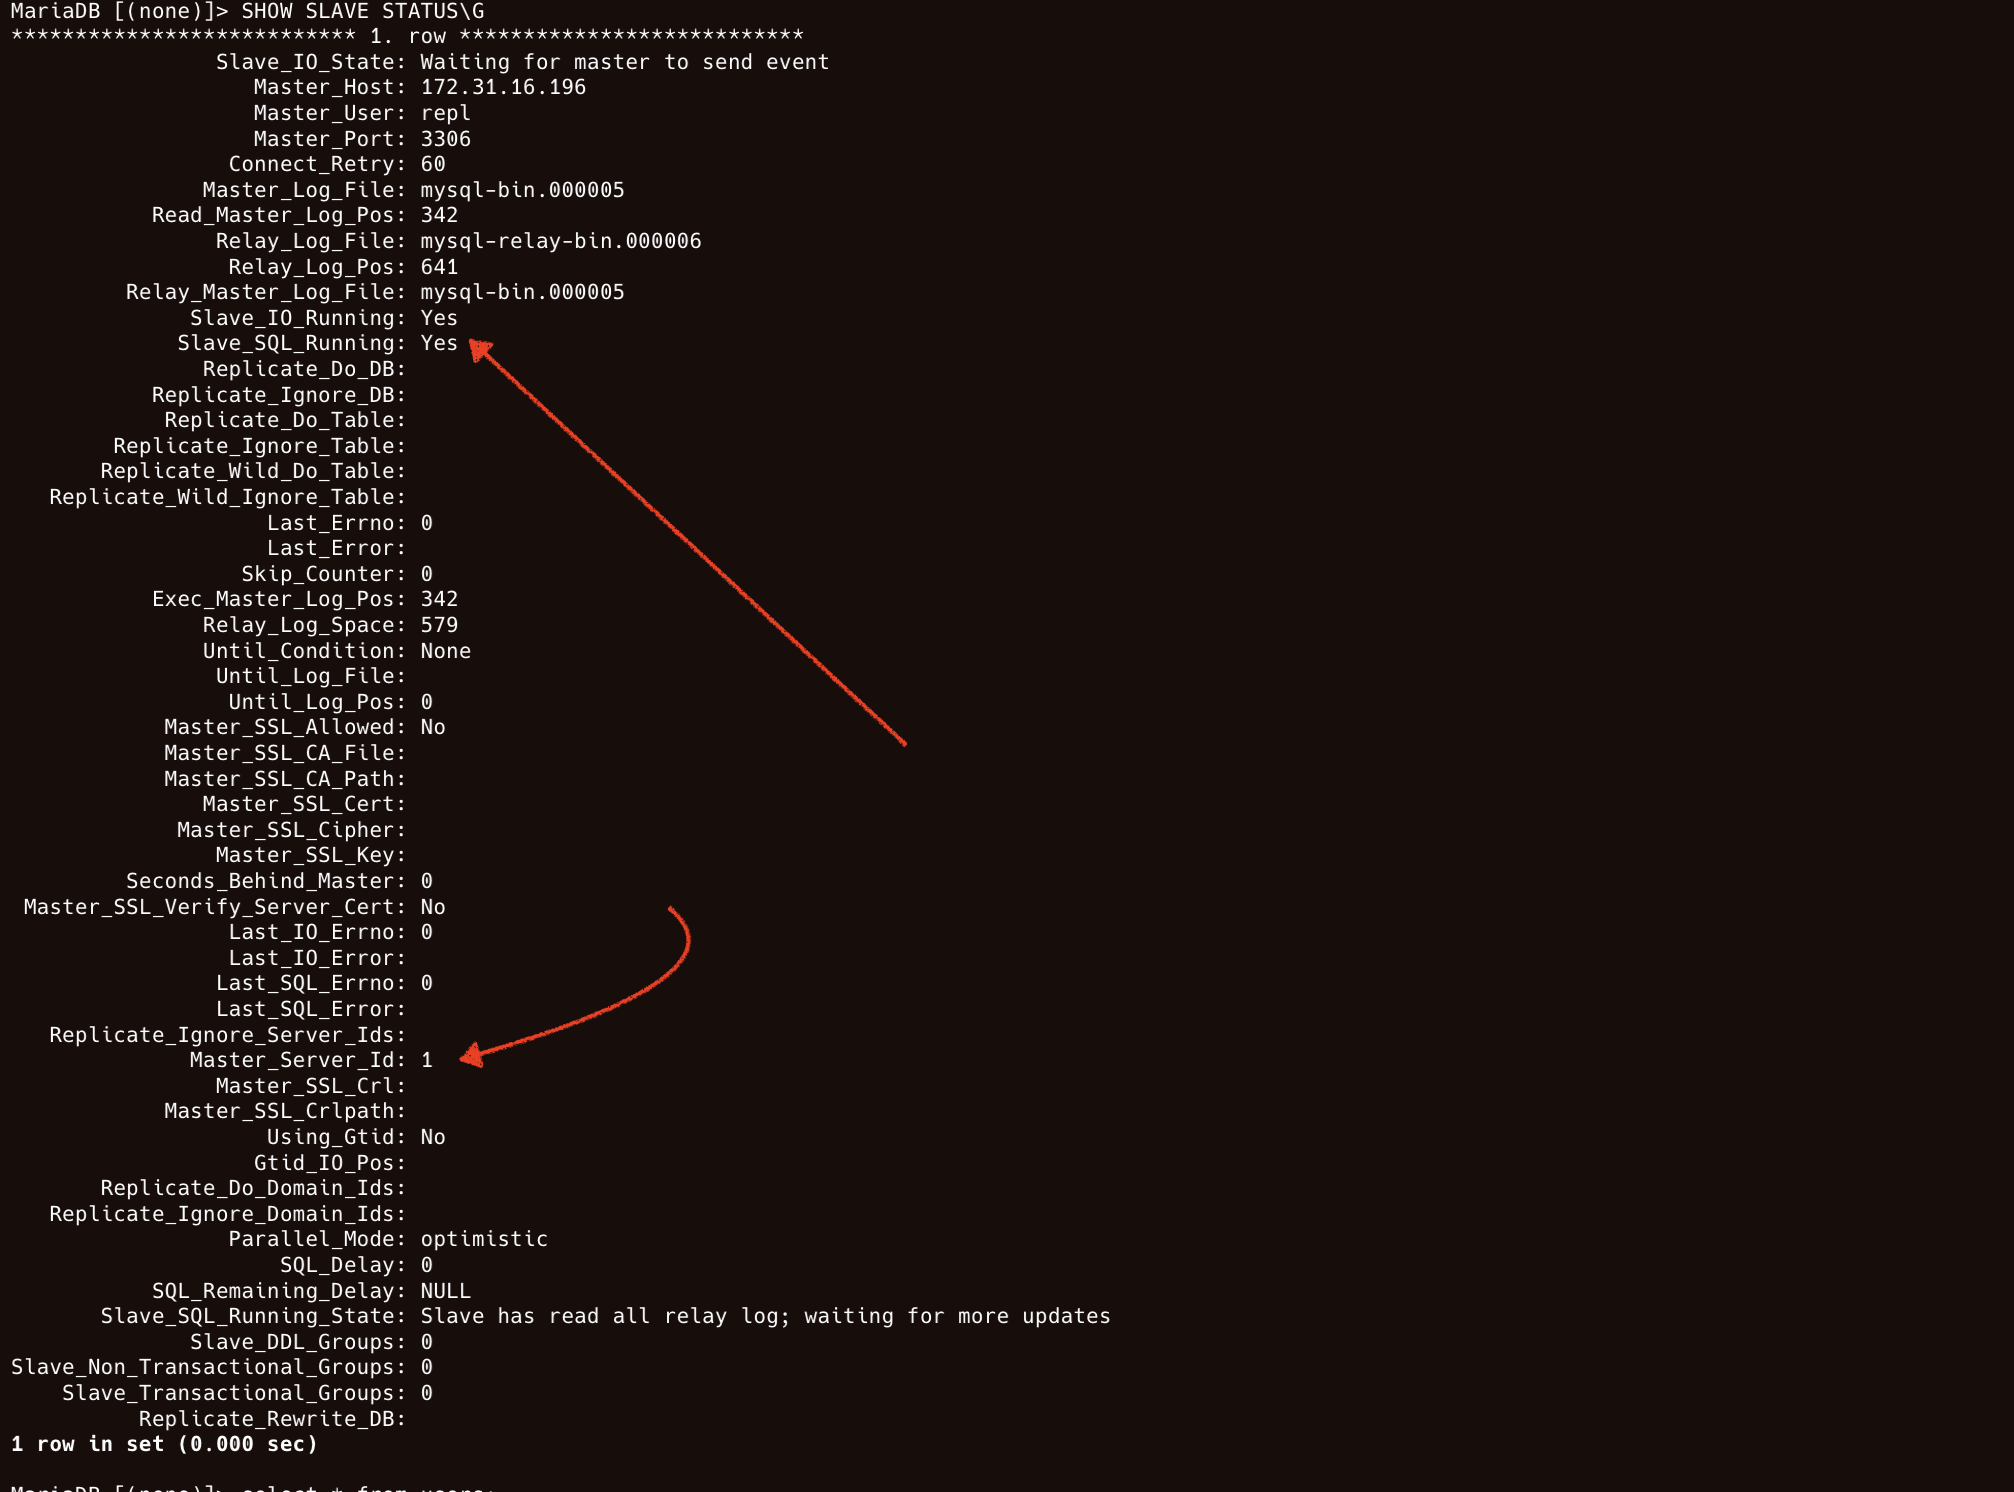 MariaDB [(none)]> SHOW SLAVE STATUS\G
*************************** 1. row ***************************
Slave_IO_State: Waiting for master to send event
Master_Host: 172.31.16.196
Master_User: repl
Master_Port: 3306
Connect_Retry: 60
Master_Log_File: mysql-bin.000005
Read_Master_Log_Pos: 342
Relay_Log_File: mysql-relay-bin.000006
Relay_Log_Pos: 641
Relay_Master_Log_File: mysql-bin.000005
Slave_IO_Running: Yes
Slave_SQL_Running: Yes
Replicate_Do_DB:
Replicate_Ignore_DB:
Replicate_Do_Table:
Replicate_Ignore_Table:
Replicate_Wild_Do_Table:
Replicate_Wild_Ignore_Table:
Last_Errno: 0
Last_Error:
Skip_Counter: 0
Exec_Master_Log_Pos: 342
Relay_Log_Space: 579
Until_Condition: None
Until_Log_File:
Until_Log_Pos: 0
Master_SSL_Allowed: No
Master_SSL_CA_File:
Master_SSL_CA_Path:
Master_SSL_Cert:
Master_SSL_Cipher:
Master_SSL_Key:
Seconds_Behind_Master: 0
Master_SSL_Verify_Server_Cert: No
Last_IO_Errno: 0
Last_IO_Error:
Last_SQL_Errno: 0
Last_SQL_Error:
Replicate_Ignore_Server_Ids:
Master_Server_Id: 1
Master_SSL_Crl:
Master_SSL_Crlpath:
Using_Gtid: No
Gtid_IO_Pos:
Replicate_Do_Domain_Ids:
Replicate_Ignore_Domain_Ids:
Parallel_Mode: optimistic
SQL_Delay: 0
SQL_Remaining_Delay: NULL
Slave_SQL_Running_State: Slave has read all relay log; waiting for more updates
Slave_DDL_Groups: 0
Slave_Non_Transactional_Groups: 0
Slave_Transactional_Groups: 0
Replicate_Rewrite_DB:
1 row in set (0.000 sec)
MariaDB [(none)]> select * from users;